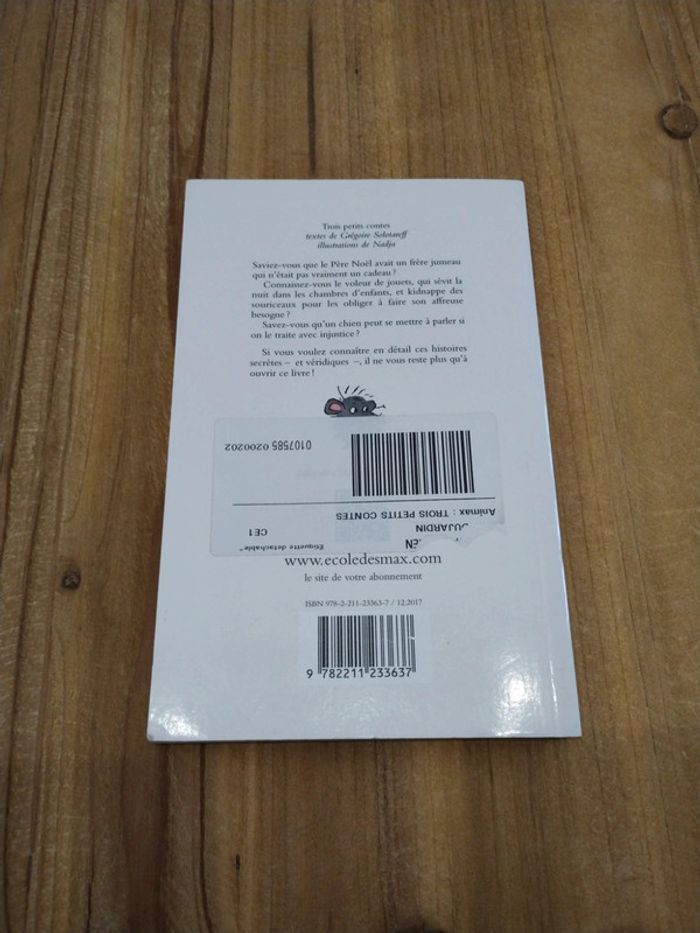 Trois petits contes
textes de Grégoire Solotareff
illustrations de Nadja
Saviez-vous que le Père Noël avait un frère jumeau
qui n'était pas vraiment un cadeau ?
Connaissez-vous le voleur de jouets, qui sévit la
nuit dans les chambres d'enfants, et kidnappe des
souriceaux pour les obliger à faire son affreuse
besogne ?
Savez-vous qu'un chien peut se mettre à parler si
on le traite avec injustice ?
Si vous voulez connaître en détail ces histoires
secrètes – et véridiques –, il ne vous reste plus qu'à
ouvrir ce livre !
0107585 0200202
Animax : TROIS PETITS CONTES
DUJARDIN
CE1
Etiquette détachable
www.ecoledesmax.com
le site de votre abonnement
ISBN 978-2-211-23363-7 / 12.2017
9 782211 233637